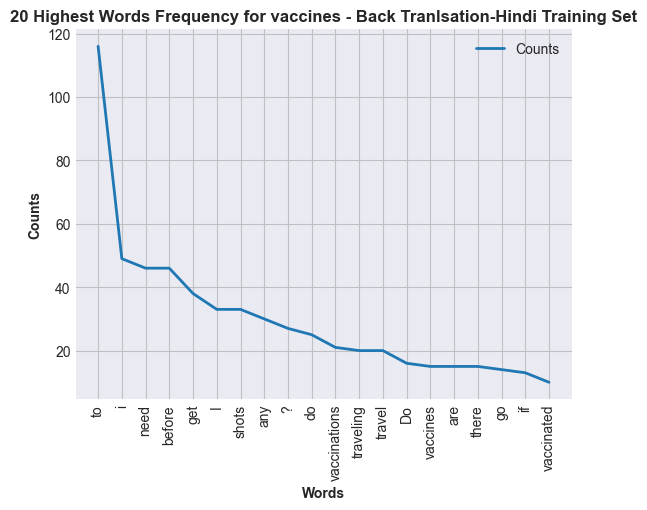 20 Highest Words Frequency for vaccines - Back Tranlsation-Hindi Training Set
Counts
120
100
80
60
40
20
Counts
to
i
need
before
get
I
shots
any
?
do
vaccinations
traveling
travel
Do
vaccines
are
there
go
if
vaccinated
Words